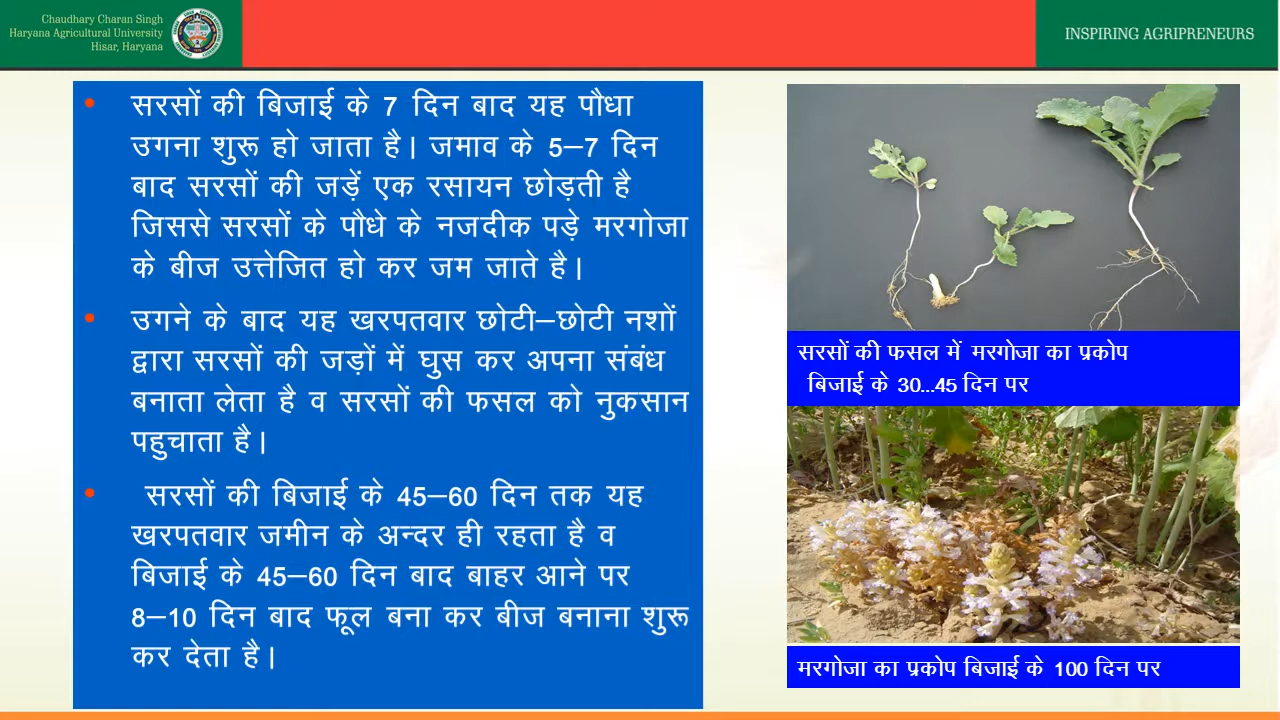 Chaudhary Charan Singh
Haryana Agricultural University
Hisar, Haryana
INSPIRING AGRIPRENEURS
• सरसों की बिजाई के 7 दिन बाद यह पौधा
उगना शुरू हो जाता है। जमाव के 5–7 दिन
बाद सरसों की जड़ें एक रसायन छोड़ती है
जिससे सरसों के पौधे के नजदीक पड़े मरगोजा
के बीज उत्तेजित हो कर जम जाते है।
• उगने के बाद यह खरपतवार छोटी–छोटी नशों
द्वारा सरसों की जड़ों में घुस कर अपना संबंध
बनाता लेता है व सरसों की फसल को नुकसान
पहुचाता है।
• सरसों की बिजाई के 45–60 दिन तक यह
खरपतवार जमीन के अन्दर ही रहता है व
बिजाई के 45–60 दिन बाद बाहर आने पर
8–10 दिन बाद फूल बना कर बीज बनाना शुरू
कर देता है।
सरसों की फसल में मरगोजा का प्रकोप
बिजाई के 30...45 दिन पर
मरगोजा का प्रकोप बिजाई के 100 दिन पर